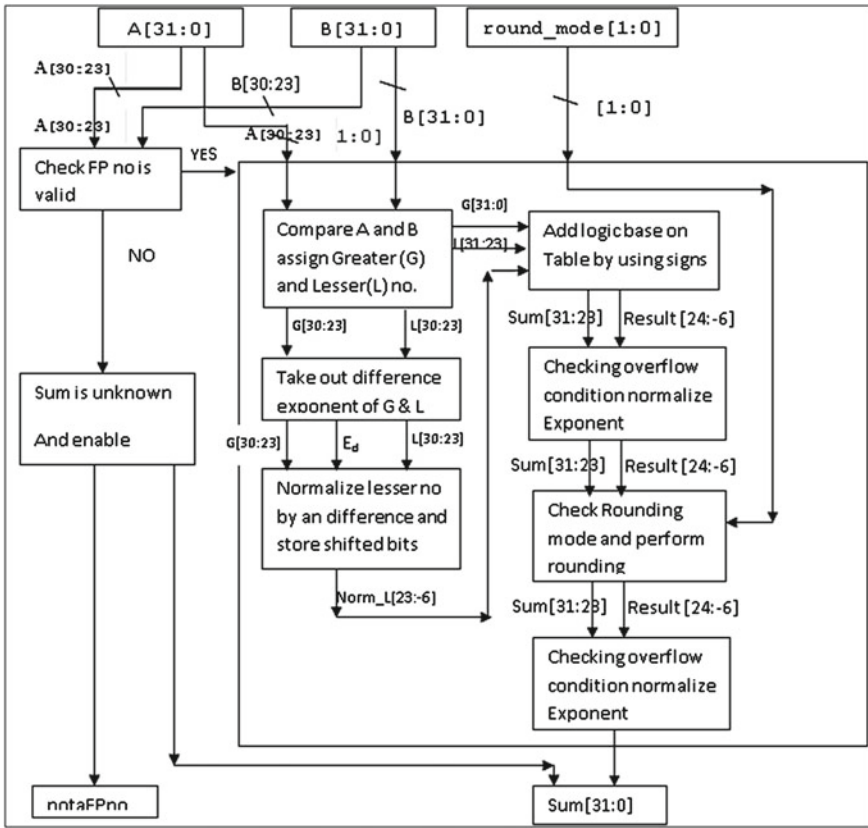 A[31:0]
B[31:0]
round_mode[1:0]
A[30:23]
B[30:23]
B[31:0]
[1:0]
A[30:23]
A[30:23]
1:0]
Check FP no is
valid
YES
NO
Compare A and B
assign Greater (G)
and Lesser(L) no.
G[31:0]
L[31:23]
Add logic base on
Table by using signs
G[30:23]
L[30:23]
Sum[31:23]
Result [24:-6]
Take out difference
exponent of G & L
Checking overflow
condition normalize
Exponent
Sum is unknown
And enable
G[30:23]
Ed
L[30:23]
Sum[31:23]
Result [24:-6]
Normalize lesser no
by an difference and
store shifted bits
Check Rounding
mode and perform
rounding
Norm_L[23:-6]
Sum[31:23]
Result [24:-6]
Checking overflow
condition normalize
Exponent
notaFPno
Sum[31:0]